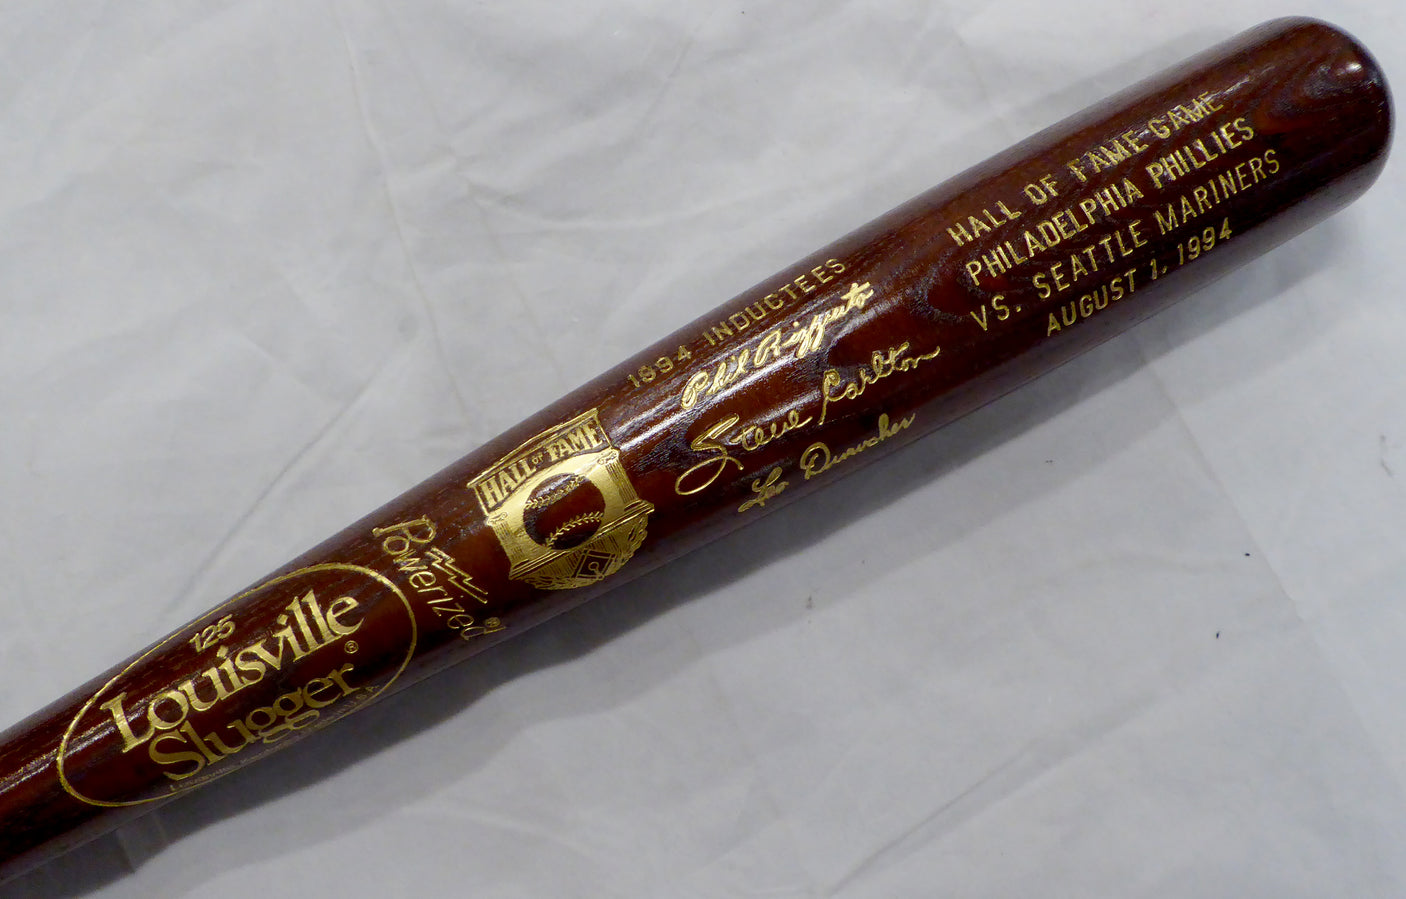 HALL OF FAME GAME
PHILADELPHIA PHILLIES
VS. SEATTLE MARINERS
AUGUST 1, 1994
1994 INDUCTEES
Phil Rizzuto
Steve Carlton
Leo Durocher
HALL OF FAME
Powerized®
125
Louisville
Slugger®